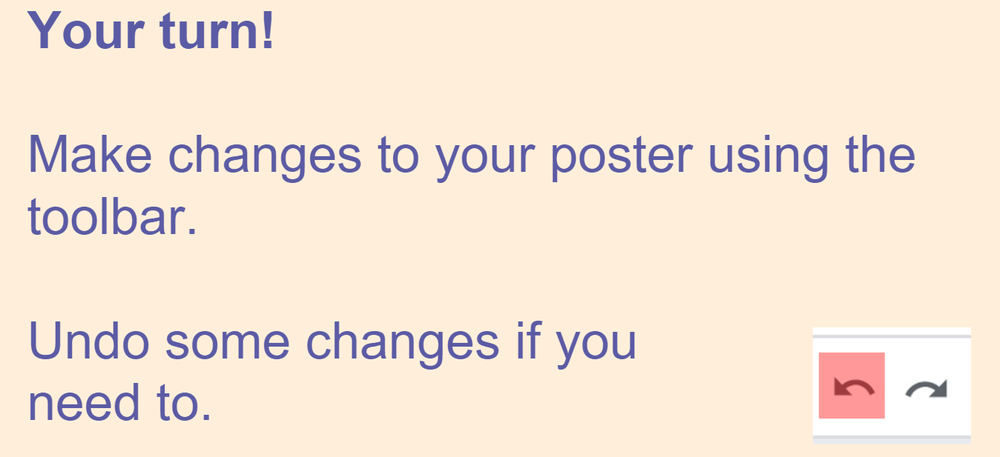 Your turn!
Make changes to your poster using the
toolbar.
Undo some changes if you
need to.